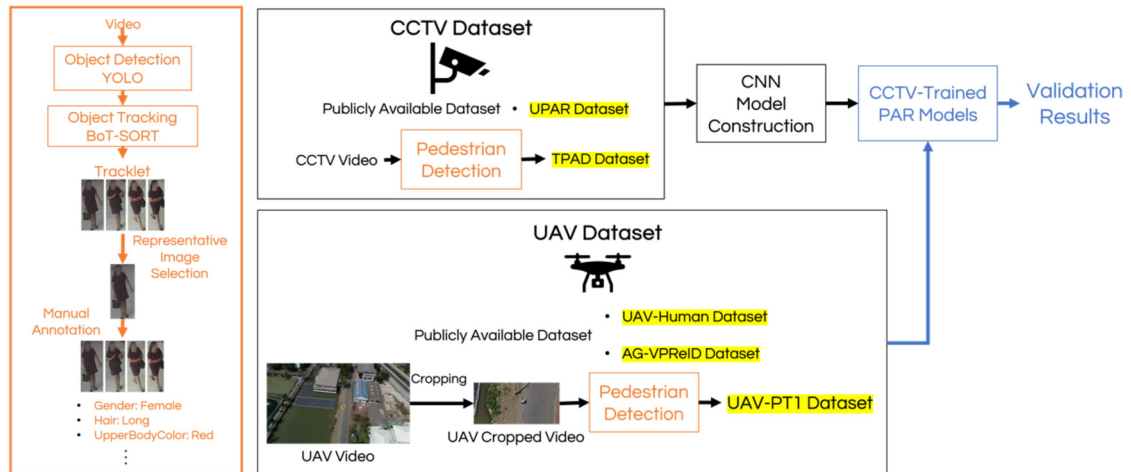 Video
Object Detection
YOLO
Object Tracking
BoT-SORT
Tracklet
Representative
Image
Selection
Manual
Annotation
• Gender: Female
• Hair: Long
• UpperBodyColor: Red
⋮
CCTV Dataset
Publicly Available Dataset • UPAR Dataset
CCTV Video
Pedestrian
Detection
TPAD Dataset
CNN
Model
Construction
CCTV-Trained
PAR Models
Validation
Results
UAV Dataset
Publicly Available Dataset
• UAV-Human Dataset
• AG-VPReID Dataset
Cropping
UAV Video
UAV Cropped Video
Pedestrian
Detection
UAV-PT1 Dataset